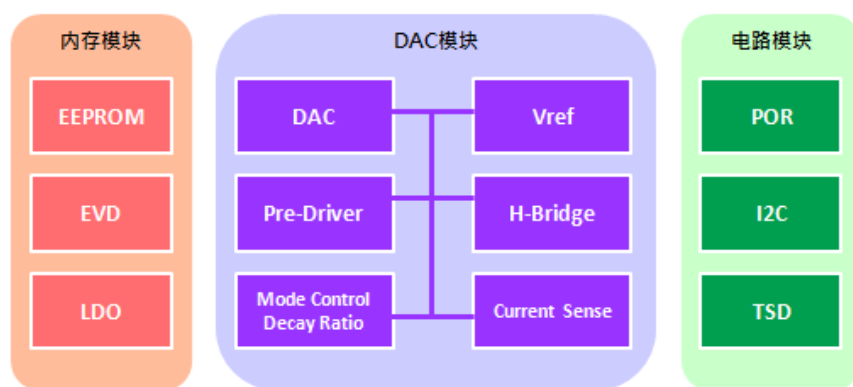 内存模块
EEPROM
EVD
LDO
DAC模块
DAC
Vref
Pre-Driver
H-Bridge
Mode Control
Decay Ratio
Current Sense
电路模块
POR
I2C
TSD